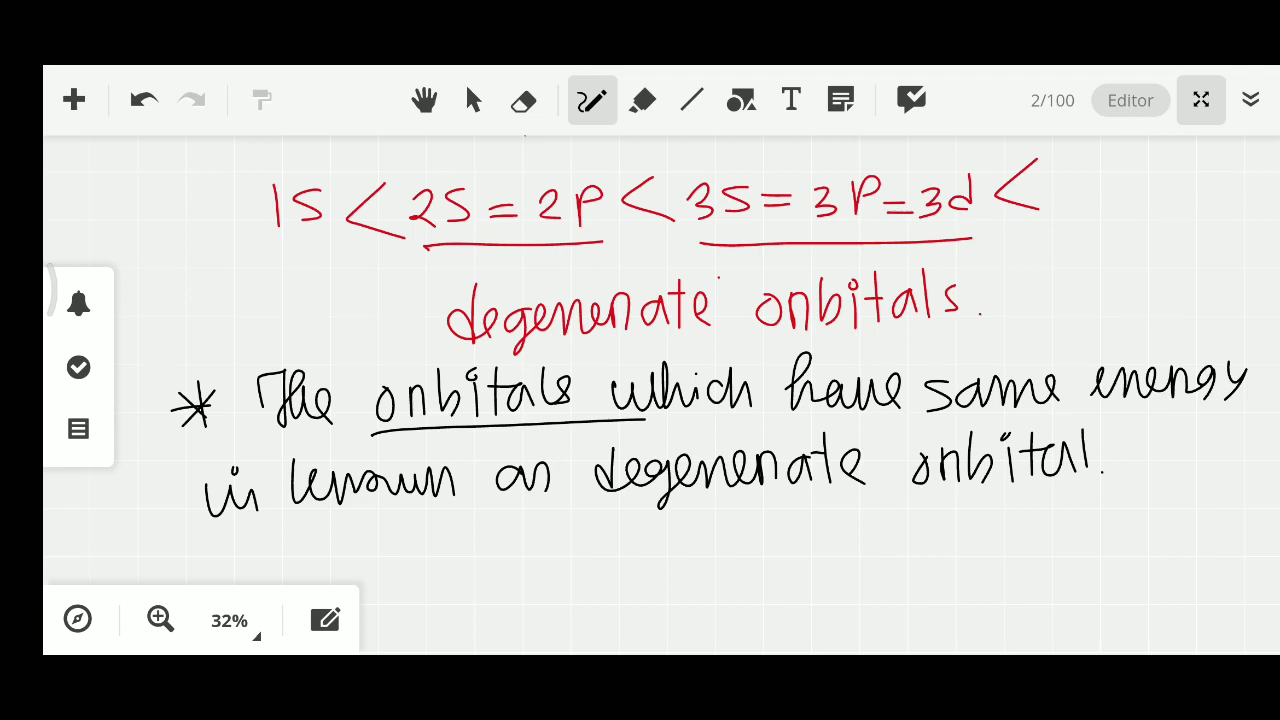 2/100 Editor
1S < 2S = 2P < 3S = 3P = 3d <
degenerate orbitals.
* The orbitals which have same energy
is known as degenerate orbital.
32%